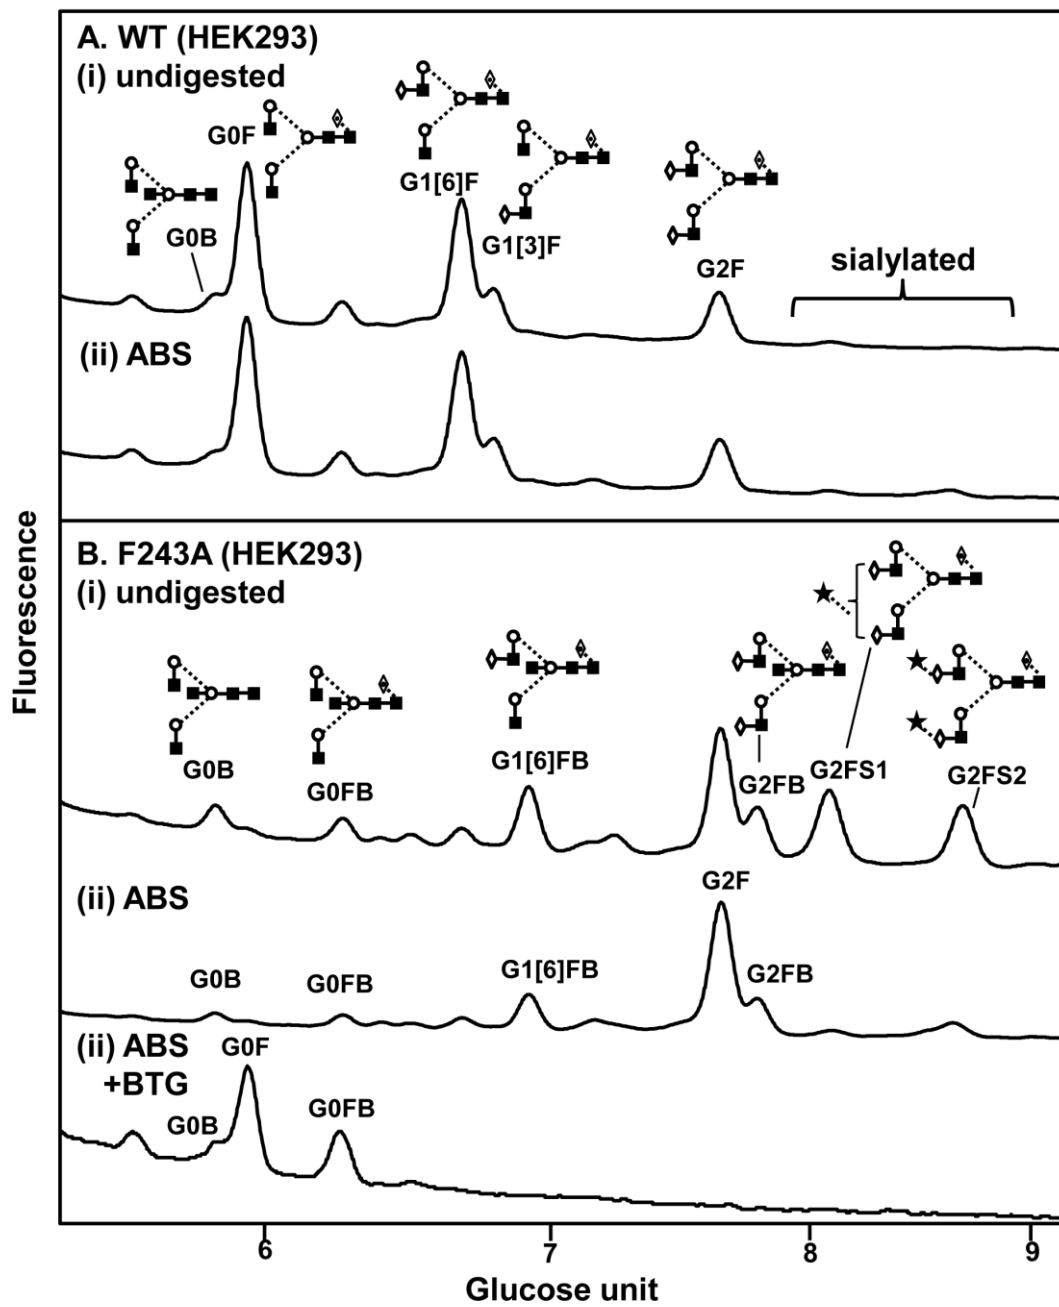 A. WT (HEK293)
(i) undigested
G0F
G0B
G1[6]F
G1[3]F
G2F
sialylated
(ii) ABS
B. F243A (HEK293)
(i) undigested
G0B
G0FB
G1[6]FB
G2FB
G2FS1
G2FS2
(ii) ABS
G0B
G0FB
G1[6]FB
G2F
G2FB
(ii) ABS
+BTG
G0F
G0B
G0FB
Fluorescence
6 7 8 9
Glucose unit